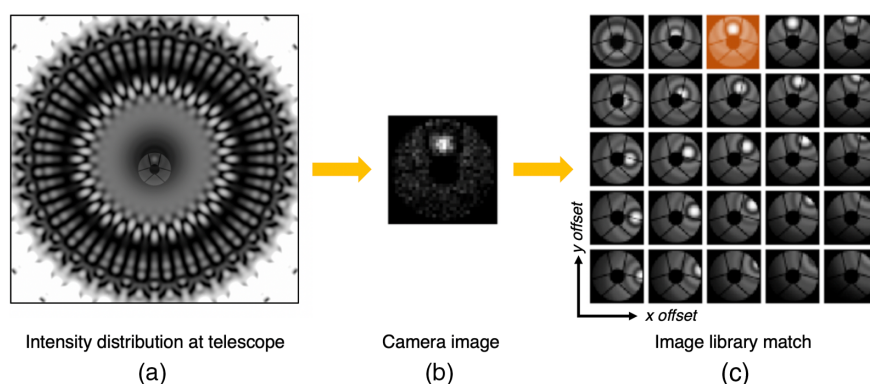 y offset
x offset
Intensity distribution at telescope
Camera image
Image library match
(a)
(b)
(c)